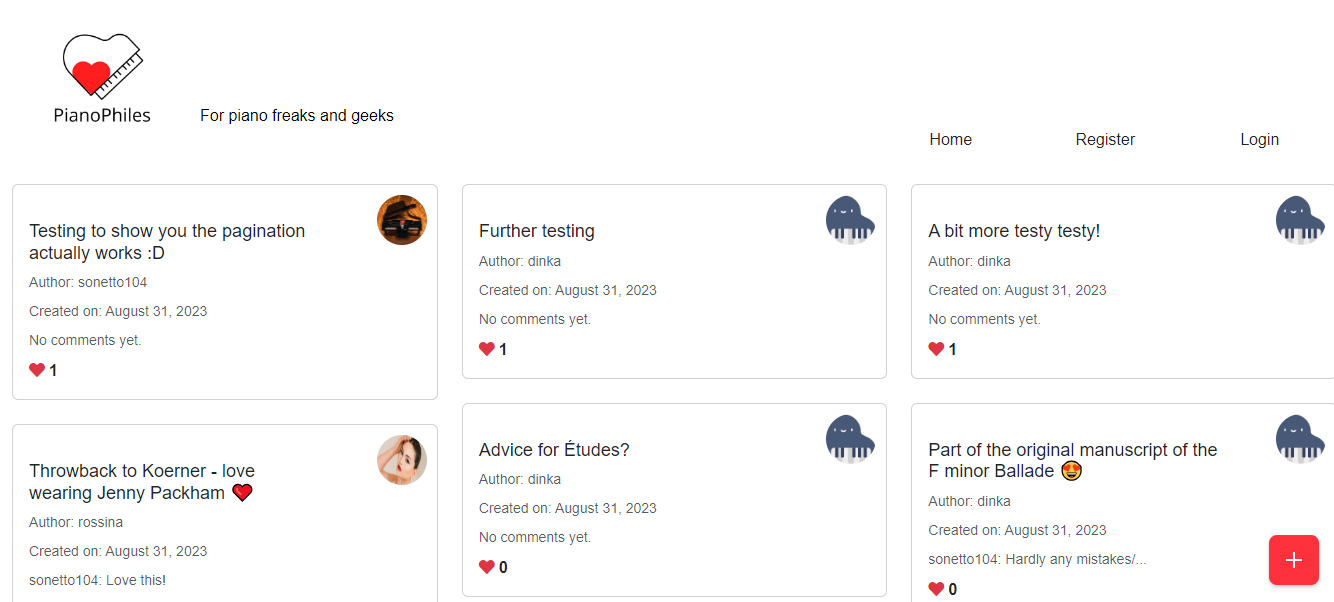 PianoPhiles
For piano freaks and geeks
Home
Register
Login
Testing to show you the pagination
actually works :D
Author: sonetto104
Created on: August 31, 2023
No comments yet.
1
Further testing
Author: dinka
Created on: August 31, 2023
No comments yet.
1
A bit more testy testy!
Author: dinka
Created on: August 31, 2023
No comments yet.
1
Throwback to Koerner - love
wearing Jenny Packham ❤️
Author: rossina
Created on: August 31, 2023
sonetto104: Love this!
Advice for Études?
Author: dinka
Created on: August 31, 2023
No comments yet.
0
Part of the original manuscript of the
F minor Ballade 😍
Author: dinka
Created on: August 31, 2023
sonetto104: Hardly any mistakes/...
0
+